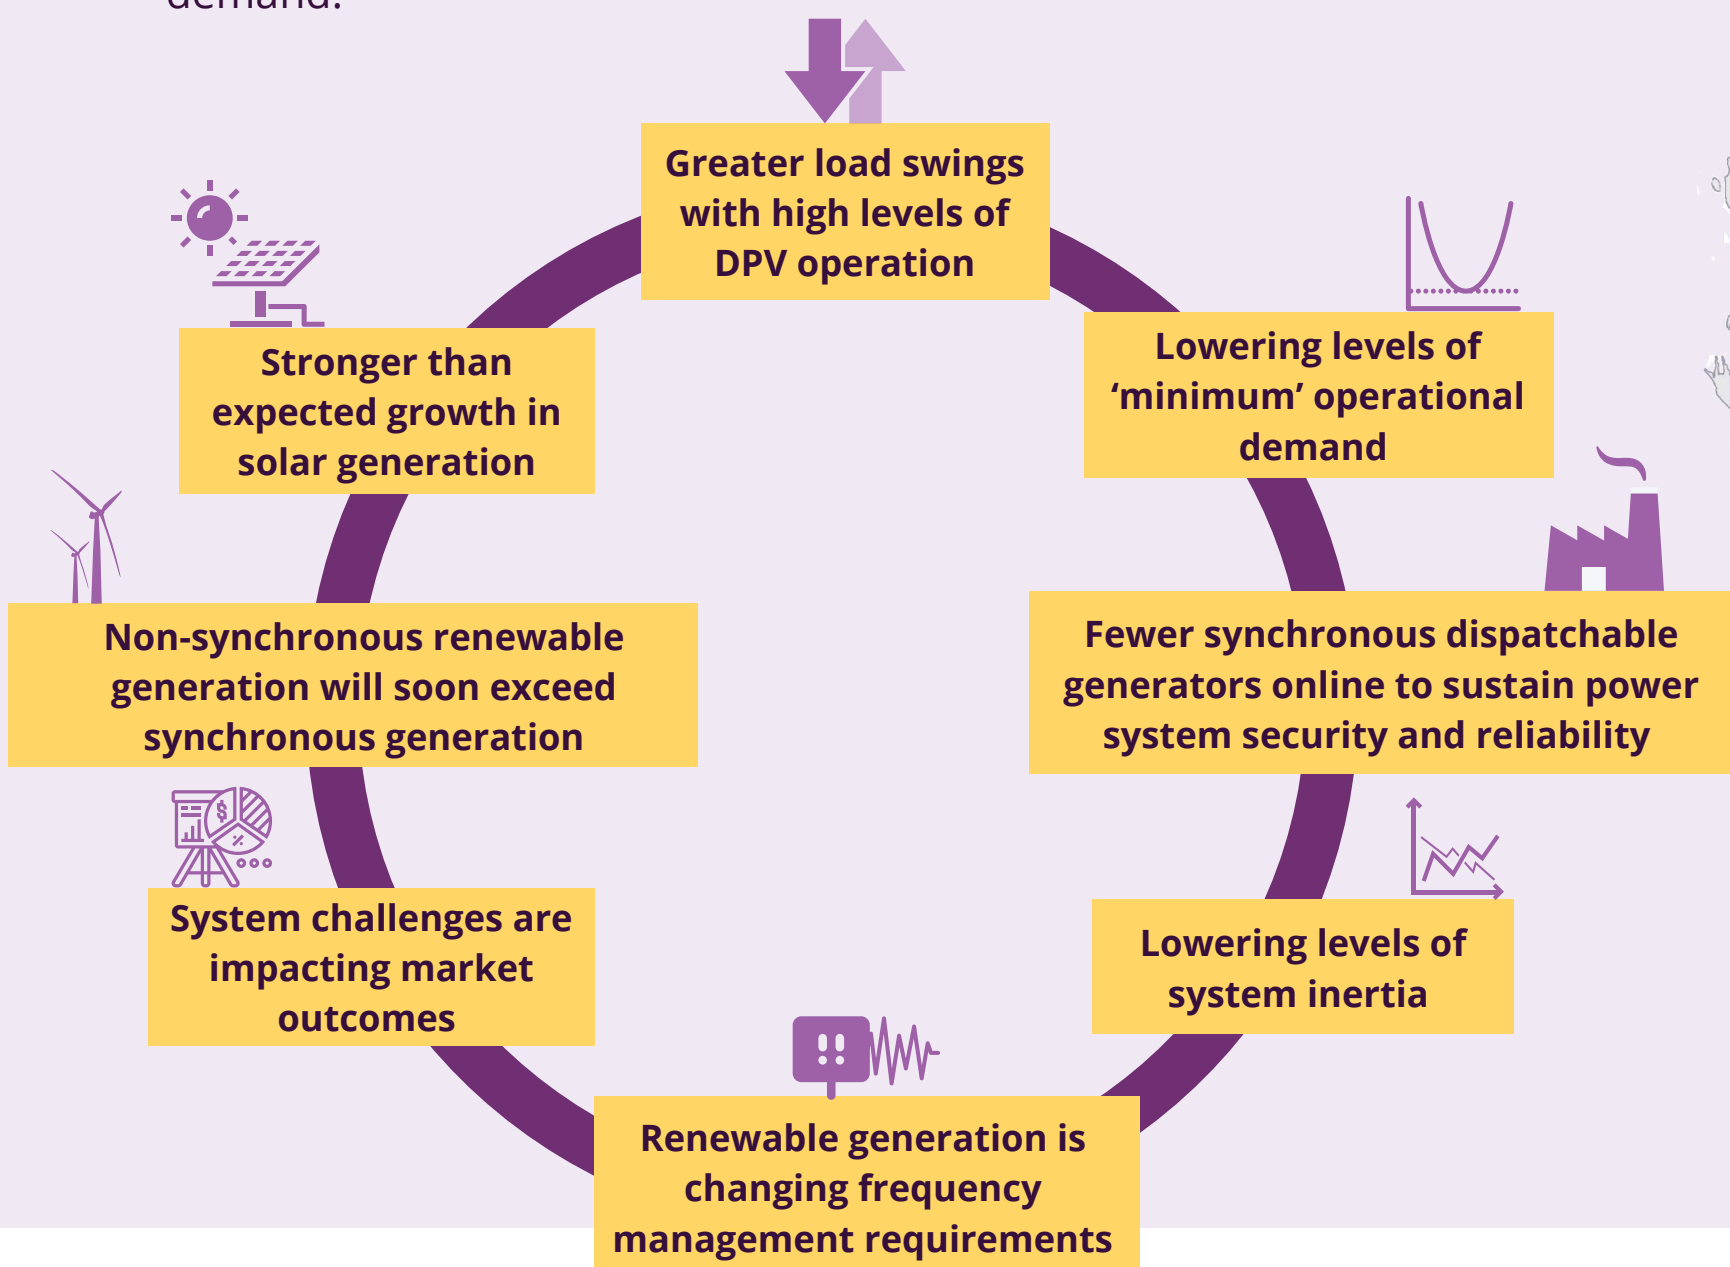 demand.
Greater load swings
with high levels of
DPV operation
Lowering levels of
‘minimum’ operational
demand
Fewer synchronous dispatchable
generators online to sustain power
system security and reliability
Lowering levels of
system inertia
Renewable generation is
changing frequency
management requirements
System challenges are
impacting market
outcomes
Non-synchronous renewable
generation will soon exceed
synchronous generation
Stronger than
expected growth in
solar generation